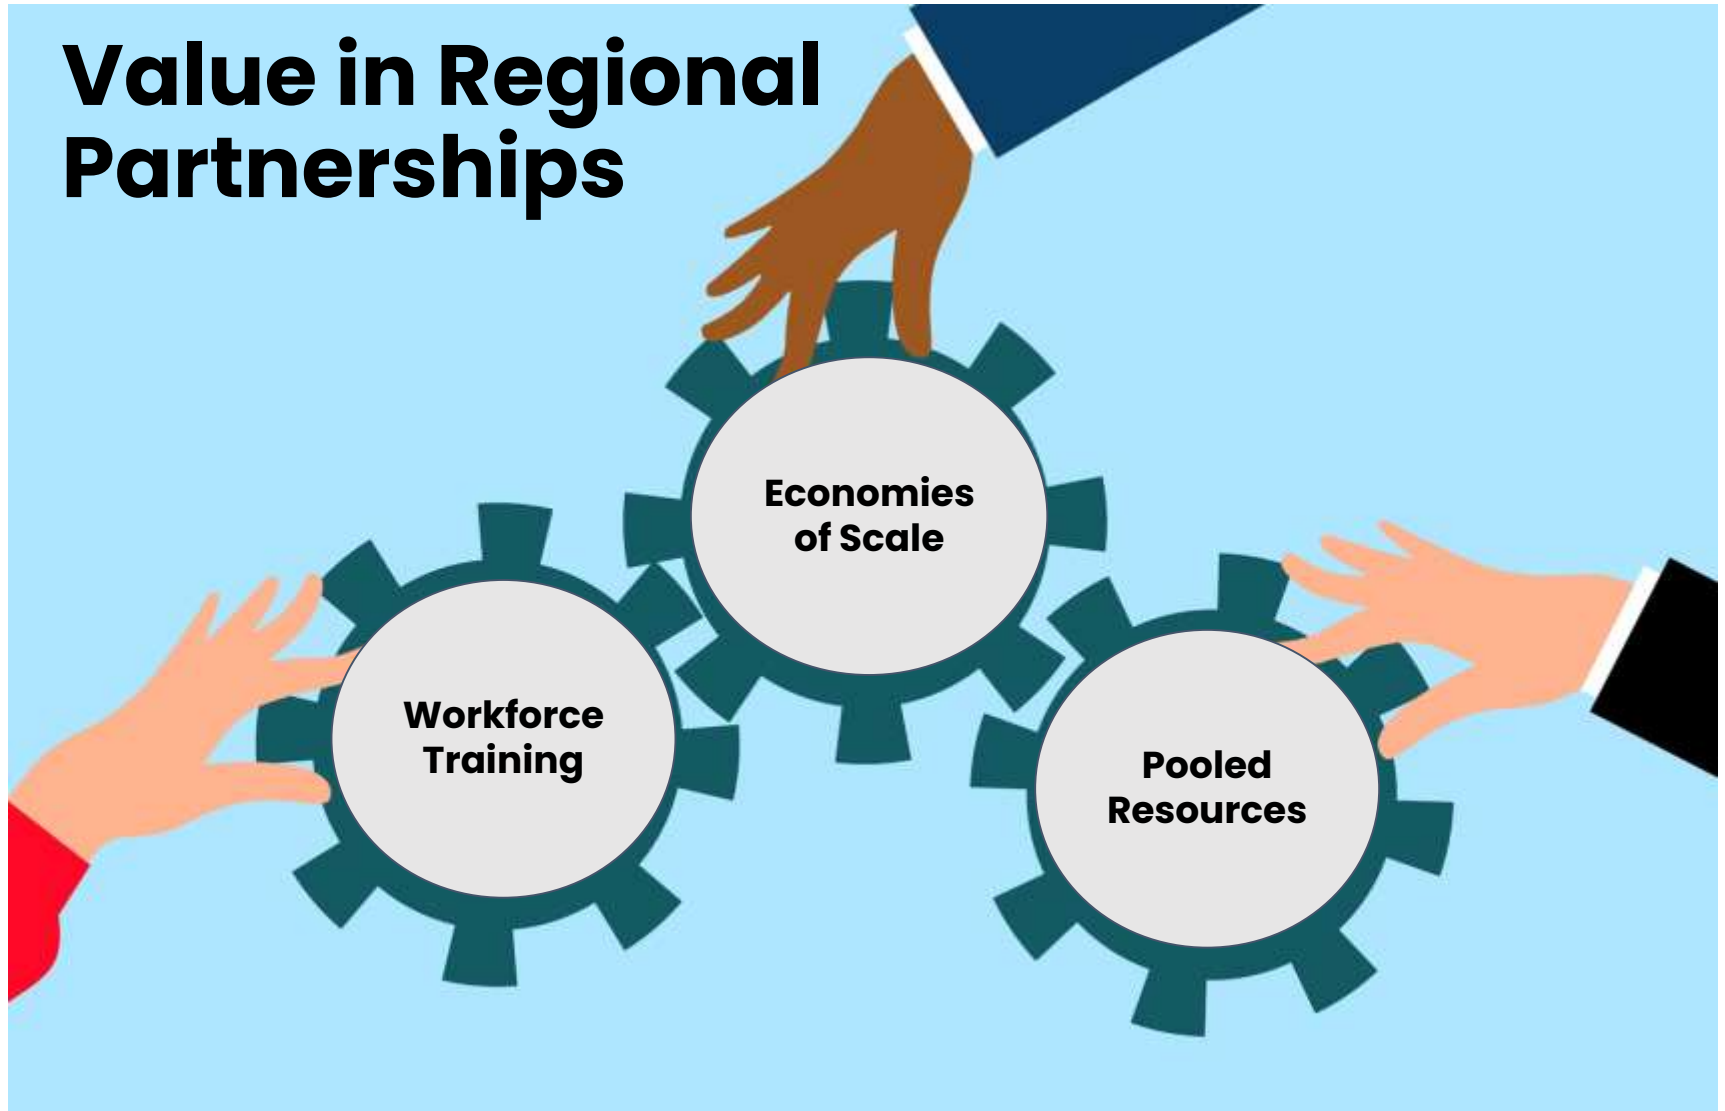 Value in Regional
Partnerships
Economies
of Scale
Workforce
Training
Pooled
Resources